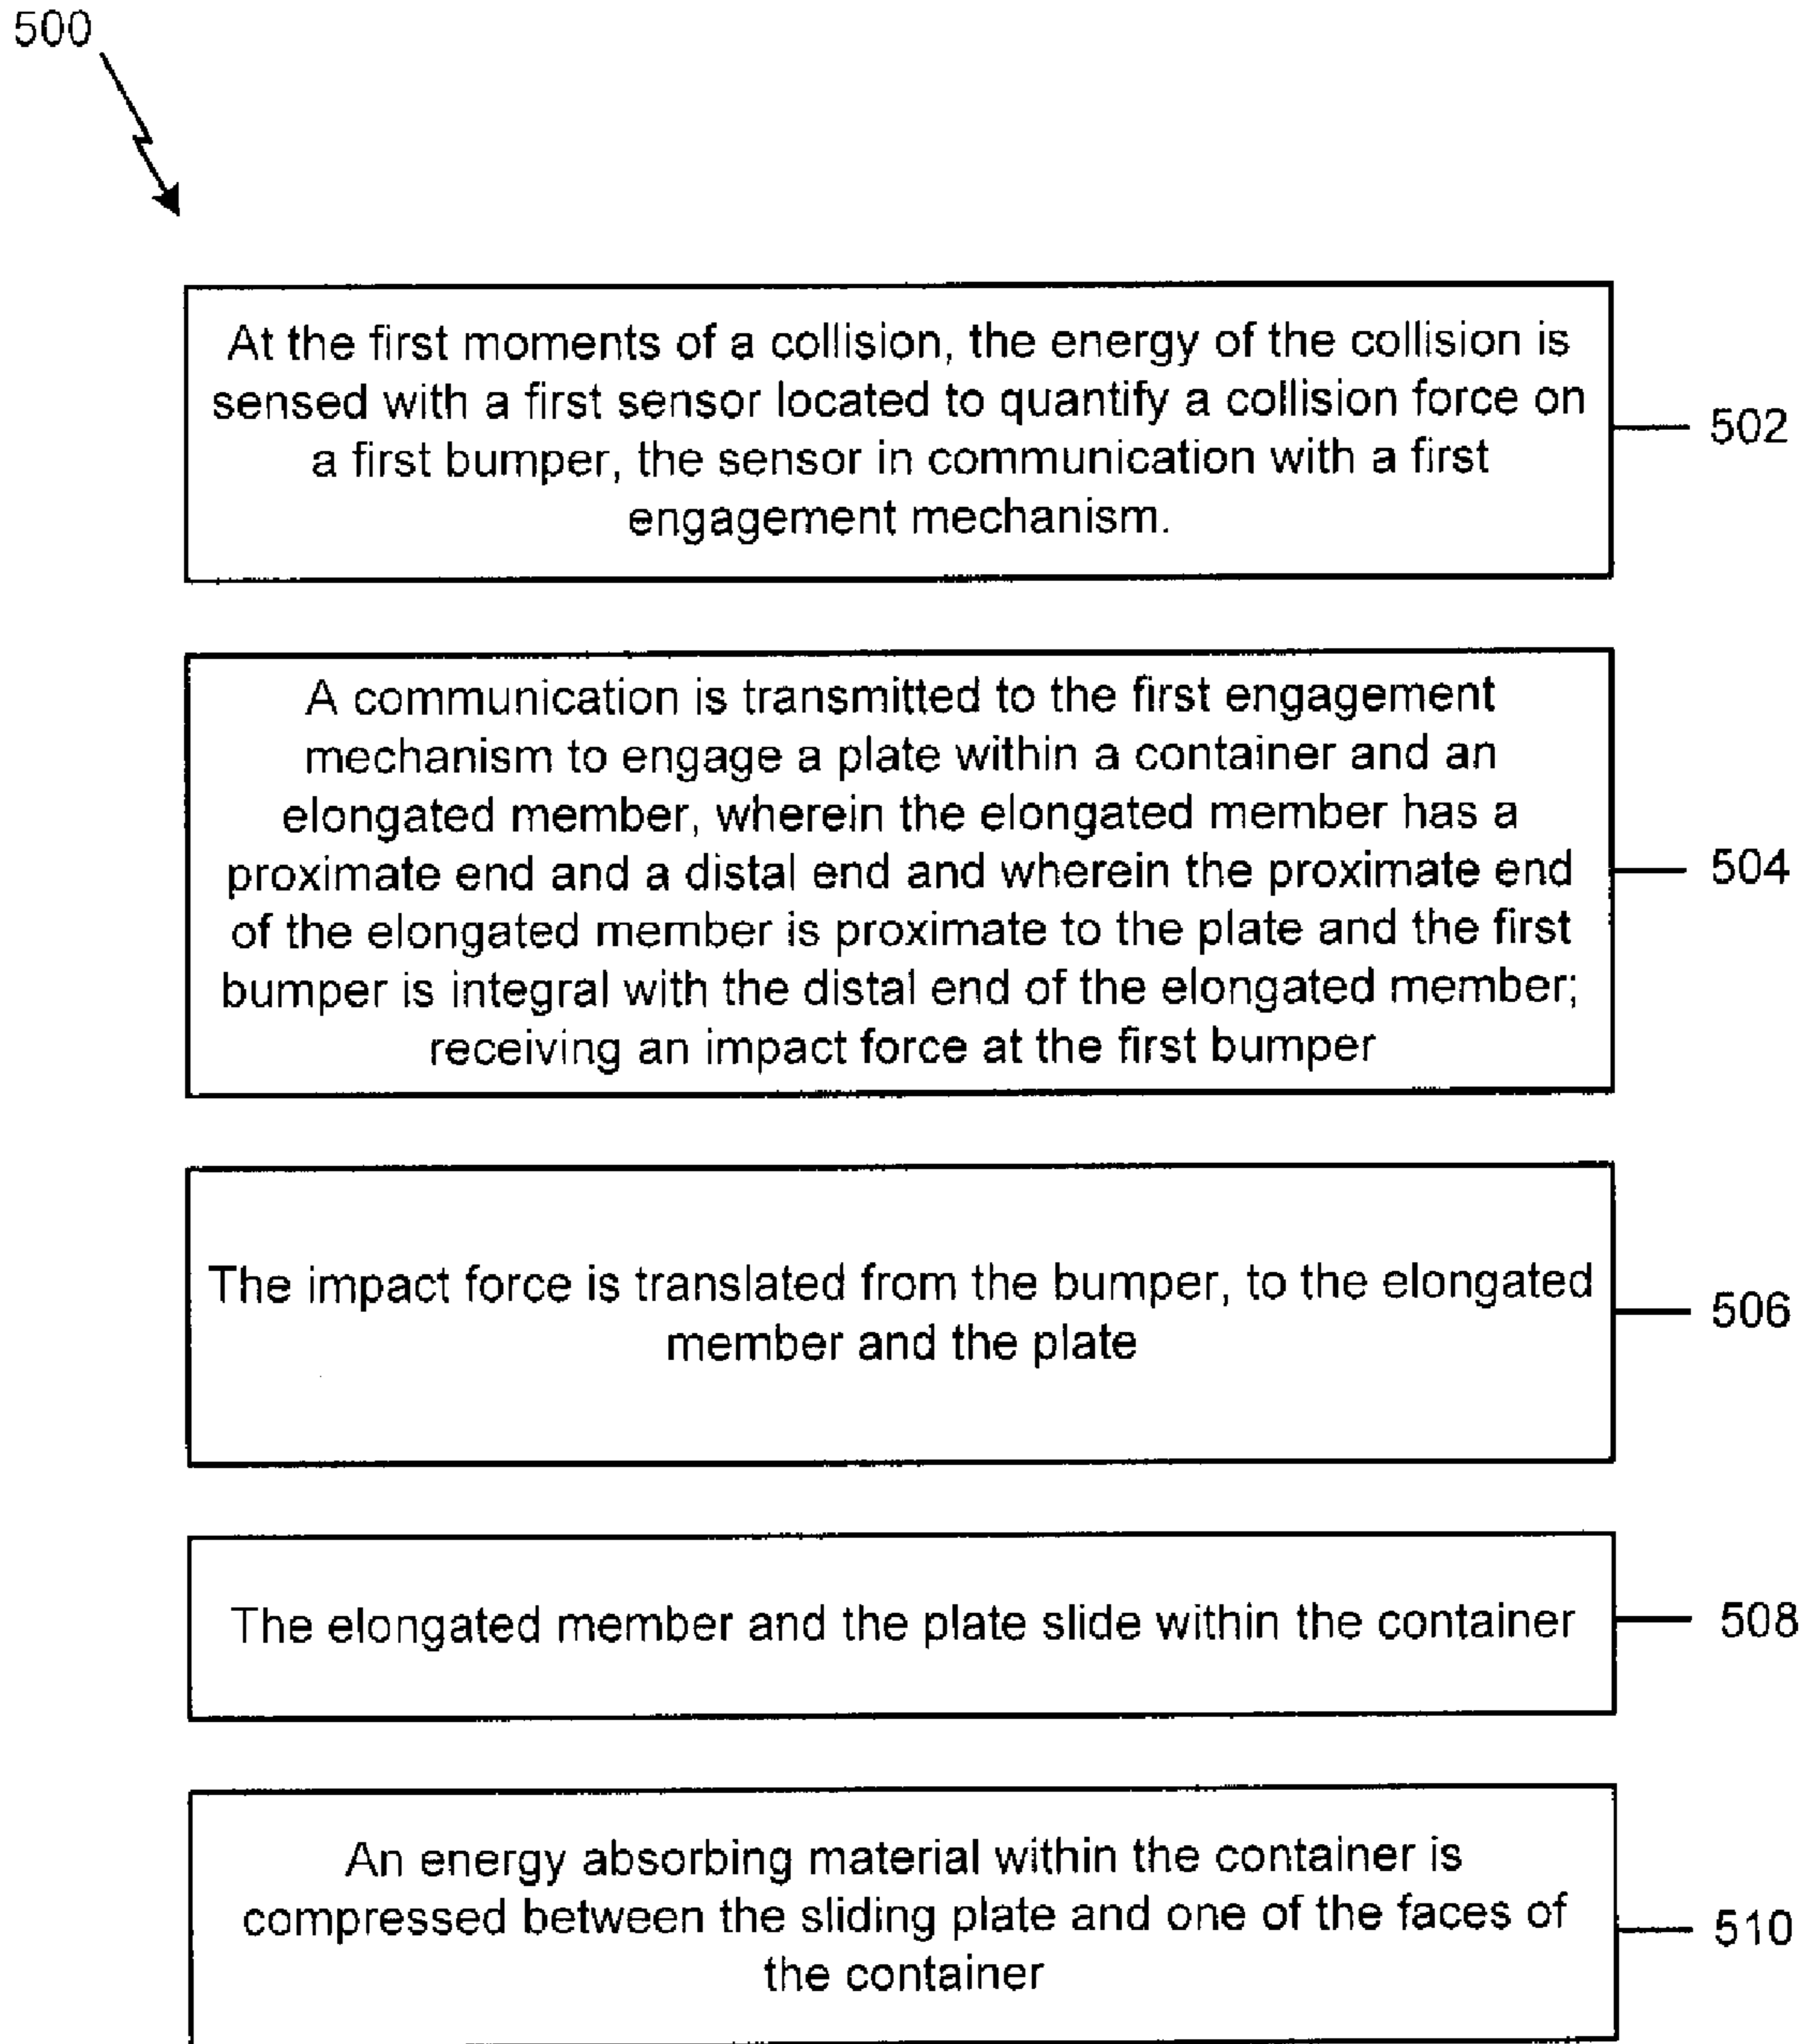 500
At the first moments of a collision, the energy of the collision is
sensed with a first sensor located to quantify a collision force on
a first bumper, the sensor in communication with a first
engagement mechanism.
502
A communication is transmitted to the first engagement
mechanism to engage a plate within a container and an
elongated member, wherein the elongated member has a
proximate end and a distal end and wherein the proximate end
of the elongated member is proximate to the plate and the first
bumper is integral with the distal end of the elongated member;
receiving an impact force at the first bumper
504
The impact force is translated from the bumper, to the elongated
member and the plate
506
The elongated member and the plate slide within the container
508
An energy absorbing material within the container is
compressed between the sliding plate and one of the faces of
the container
510